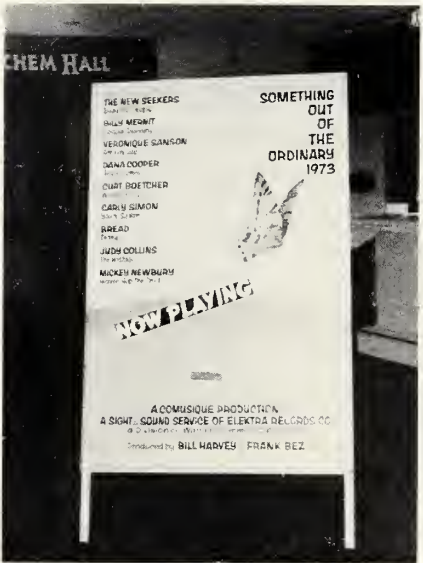 CHEM HALL
THE NEW SEEKERS
BILLY MERNIT
VERONIQUE SANSON
DANA COOPER
CURT BOETCHER
CARLY SIMON
BREAD
JUDY COLLINS
MICKEY NEWBURY
SOMETHING
OUT
OF
THE
ORDINARY
1973
NOW PLAYING
A COMUSIQUE PRODUCTION
A SIGHT SOUND SERVICE OF ELEKTRA RECORDS CO
Produced by BILL HARVEY FRANK BEZ